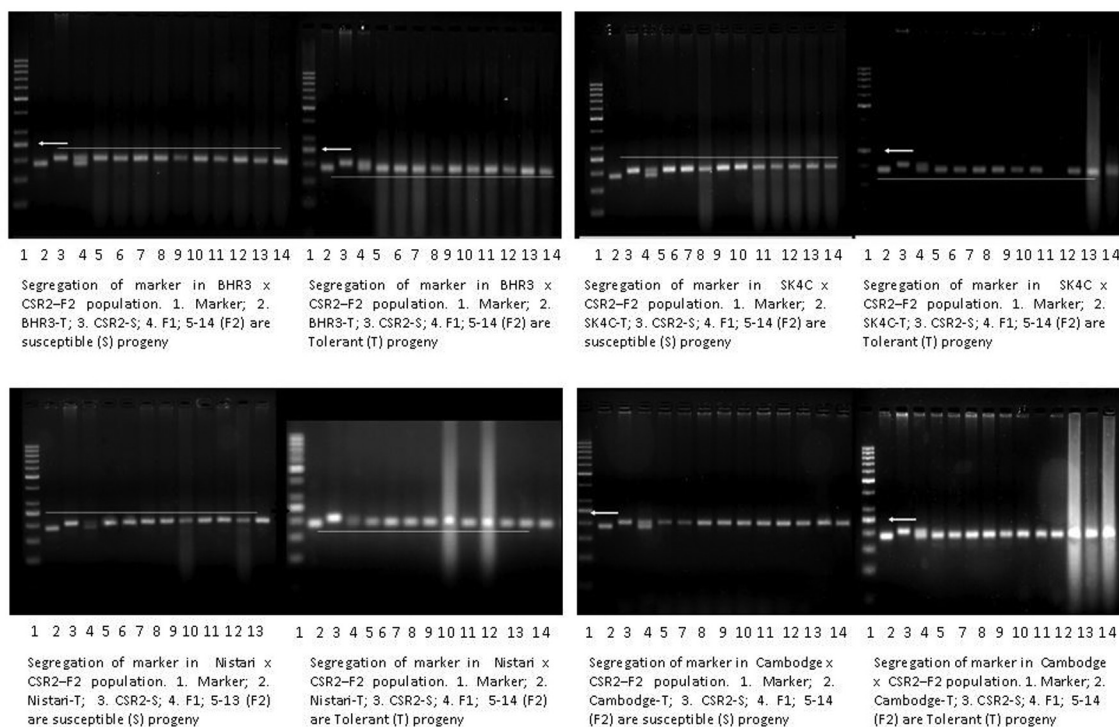 1 2 3 4 5 6 7 8 9 10 11 12 13 14
1 2 3 4 5 6 7 8 9 10 11 12 13 14
1 2 3 4 5 6 7 8 9 10 11 12 13 14
1 2 3 4 5 6 7 8 9 10 11 12 13 14
Segregation of marker in BHR3 x
CSR2–F2 population. 1. Marker; 2.
BHR3-T; 3. CSR2-S; 4. F1; 5-14 (F2) are
susceptible (S) progeny
Segregation of marker in BHR3 x
CSR2–F2 population. 1. Marker; 2.
BHR3-T; 3. CSR2-S; 4. F1; 5-14 (F2) are
Tolerant (T) progeny
Segregation of marker in SK4C x
CSR2–F2 population. 1. Marker; 2.
SK4C-T; 3. CSR2-S; 4. F1; 5-14 (F2) are
susceptible (S) progeny
Segregation of marker in SK4C x
CSR2–F2 population. 1. Marker; 2.
SK4C-T; 3. CSR2-S; 4. F1; 5-14 (F2) are
Tolerant (T) progeny
1 2 3 4 5 6 7 8 9 10 11 12 13
1 2 3 4 5 6 7 8 9 10 11 12 13 14
1 2 3 4 5 6 7 8 9 10 11 12 13 14
1 2 3 4 5 6 7 8 9 10 11 12 13 14
Segregation of marker in Nistari x
CSR2–F2 population. 1. Marker; 2.
Nistari-T; 3. CSR2-S; 4. F1; 5-13 (F2)
are susceptible (S) progeny
Segregation of marker in Nistari x
CSR2–F2 population. 1. Marker; 2.
Nistari-T; 3. CSR2-S; 4. F1; 5-14 (F2)
are Tolerant (T) progeny
Segregation of marker in Cambodge x
CSR2–F2 population. 1. Marker; 2.
Cambodge-T; 3. CSR2-S; 4. F1; 5-14
(F2) are susceptible (S) progeny
Segregation of marker in Cambodge
x CSR2–F2 population. 1. Marker; 2.
Cambodge-T; 3. CSR2-S; 4. F1; 5-14
(F2) are Tolerant (T) progeny